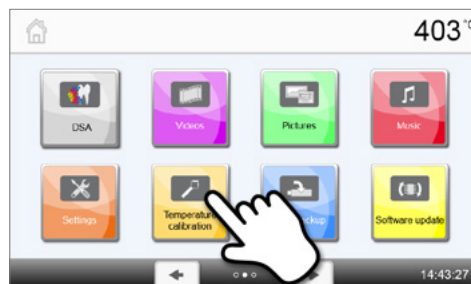 403 °C
DSA
Videos
Pictures
Music
Settings
Temperature
calibration
Software update
14:43:27